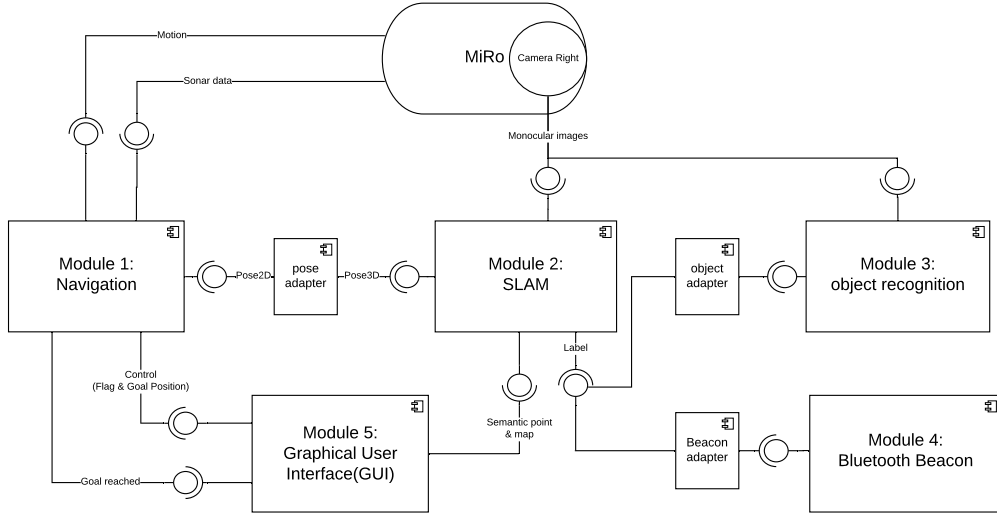 Motion
MiRo
Camera Right
Sonar data
Monocular images
Module 1:
Navigation
Pose2D
pose
adapter
Pose3D
Module 2:
SLAM
object
adapter
Module 3:
object recognition
Label
Control
(Flag & Goal Position)
Semantic point
& map
Module 5:
Graphical User
Interface(GUI)
Beacon
adapter
Module 4:
Bluetooth Beacon
Goal reached